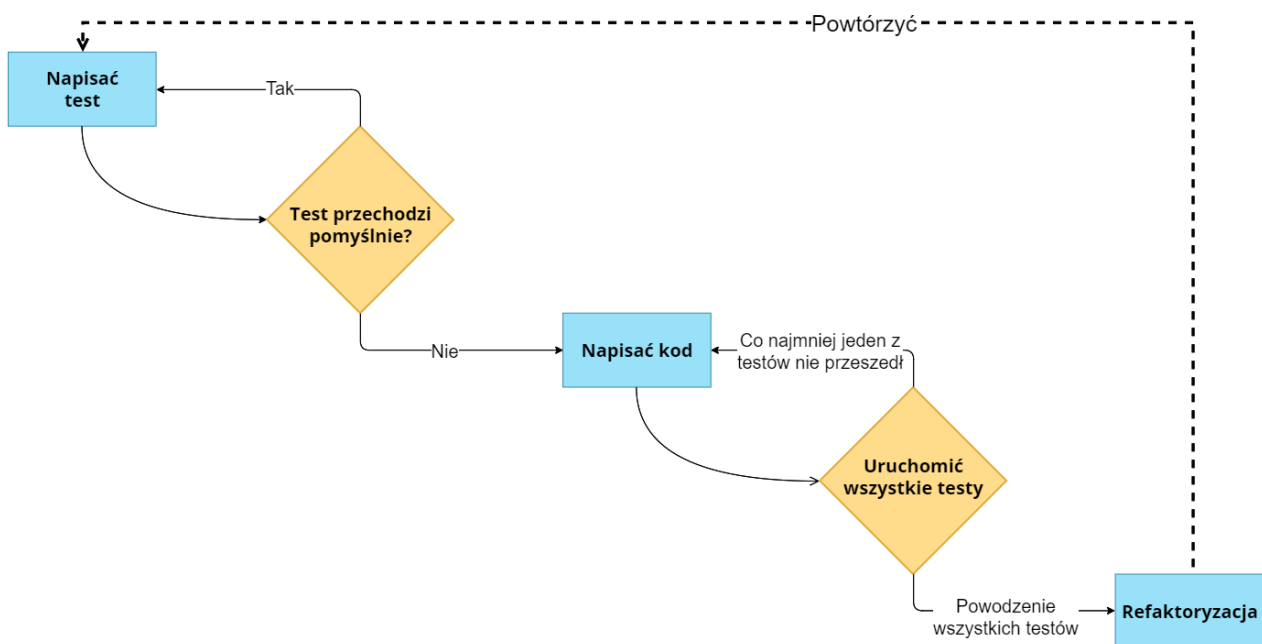 Powtórzyć
Napisać
test
Tak
Test przechodzi
pomyślnie?
Nie
Napisać kod
Co najmniej jeden z
testów nie przeszedł
Uruchomić
wszystkie testy
Powodzenie
wszystkich testów
Refaktoryzacja